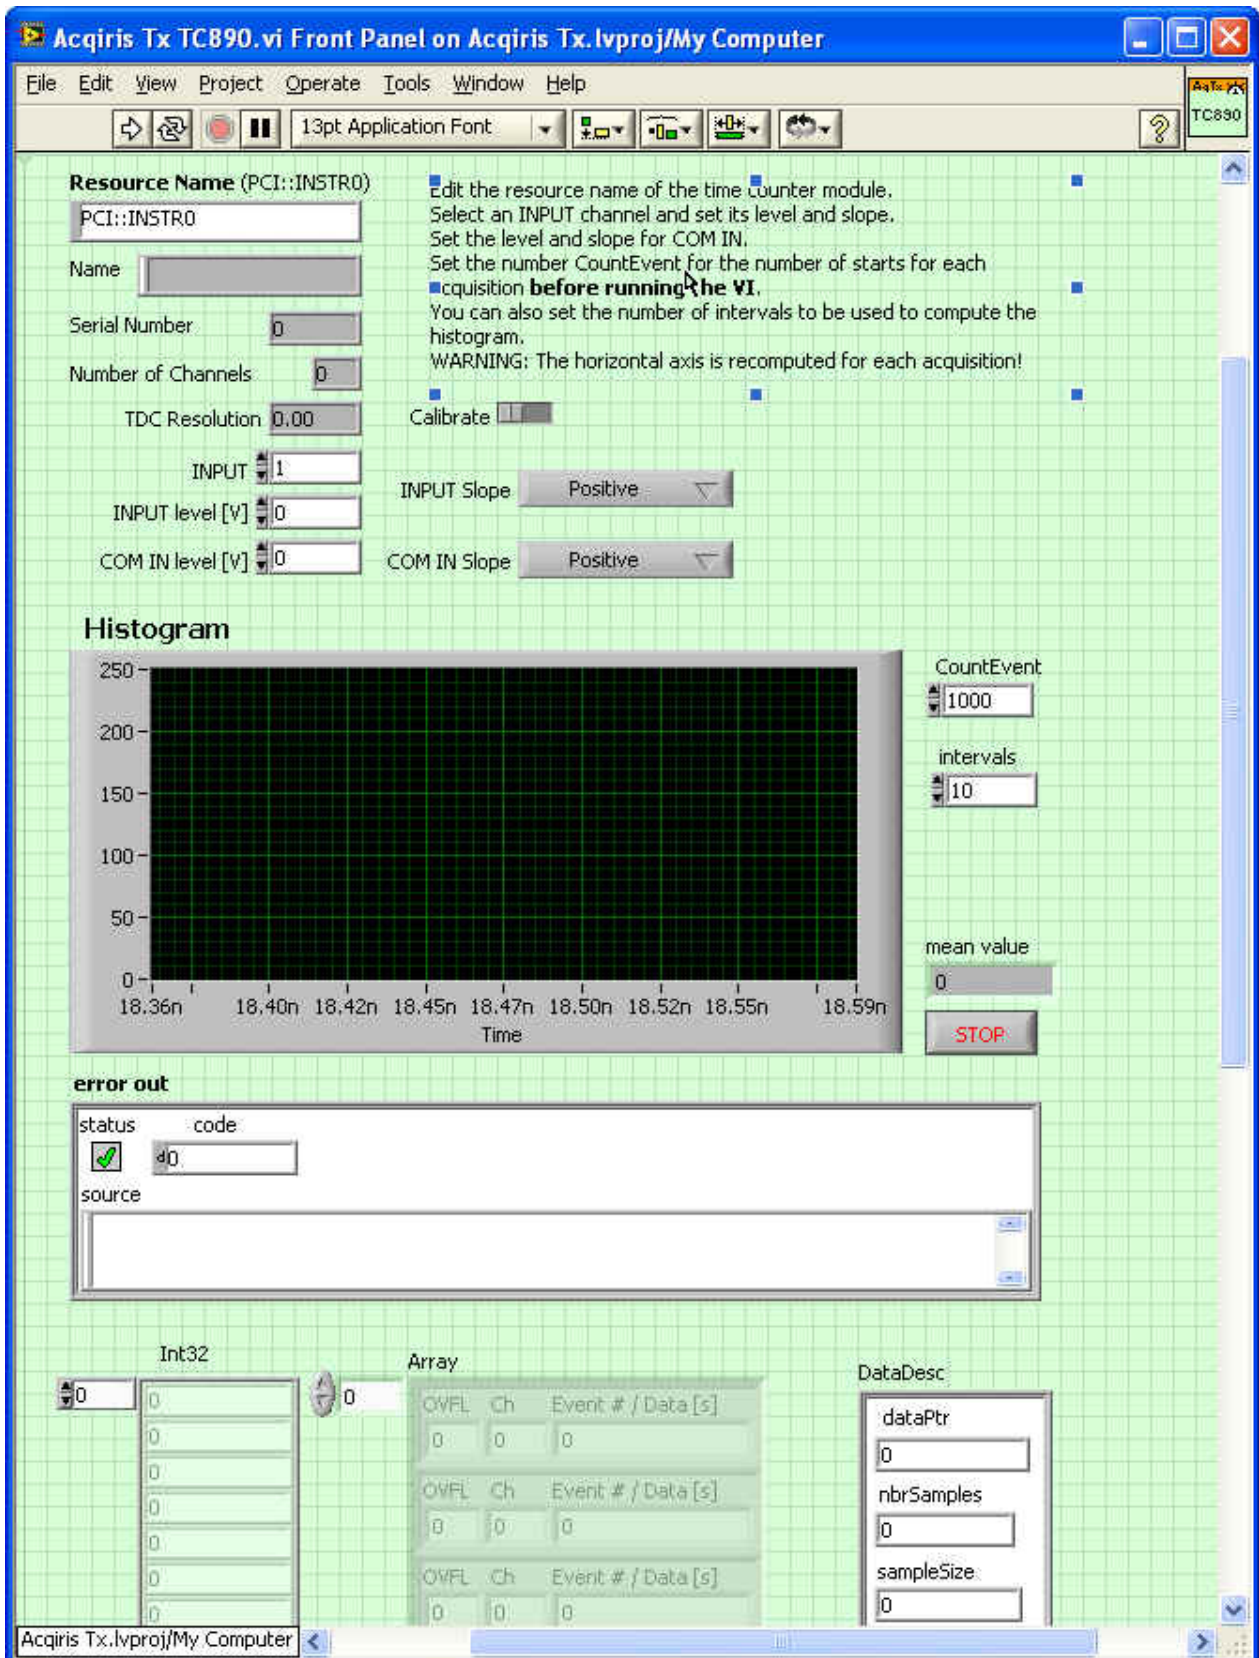 Acqiris Tx TC890.vi Front Panel on Acqiris Tx.lvproj/My Computer
File Edit View Project Operate Tools Window Help
13pt Application Font
?
TC890
Resource Name (PCI::INSTR0)
PCI::INSTR0
Name
Serial Number 0
Number of Channels 0
TDC Resolution 0.00
INPUT 1
INPUT level [V] 0
COM IN level [V] 0
Edit the resource name of the time counter module.
Select an INPUT channel and set its level and slope.
Set the level and slope for COM IN.
Set the number CountEvent for the number of starts for each
acquisition before running the VI.
You can also set the number of intervals to be used to compute the
histogram.
WARNING: The horizontal axis is recomputed for each acquisition!
Calibrate
INPUT Slope Positive
COM IN Slope Positive
Histogram
250
200
150
100
50
0
18.36n 18.40n 18.42n 18.45n 18.47n 18.50n 18.52n 18.55n 18.59n
Time
CountEvent
1000
intervals
10
mean value
0
STOP
error out
status code
d0
source
Int32
0
0
0
0
0
0
0
0
Array
0
OVFL Ch Event # / Data [s]
0 0 0
OVFL Ch Event # / Data [s]
0 0 0
OVFL Ch Event # / Data [s]
0 0 0
DataDesc
dataPtr
0
nbrSamples
0
sampleSize
0
Acqiris Tx.lvproj/My Computer